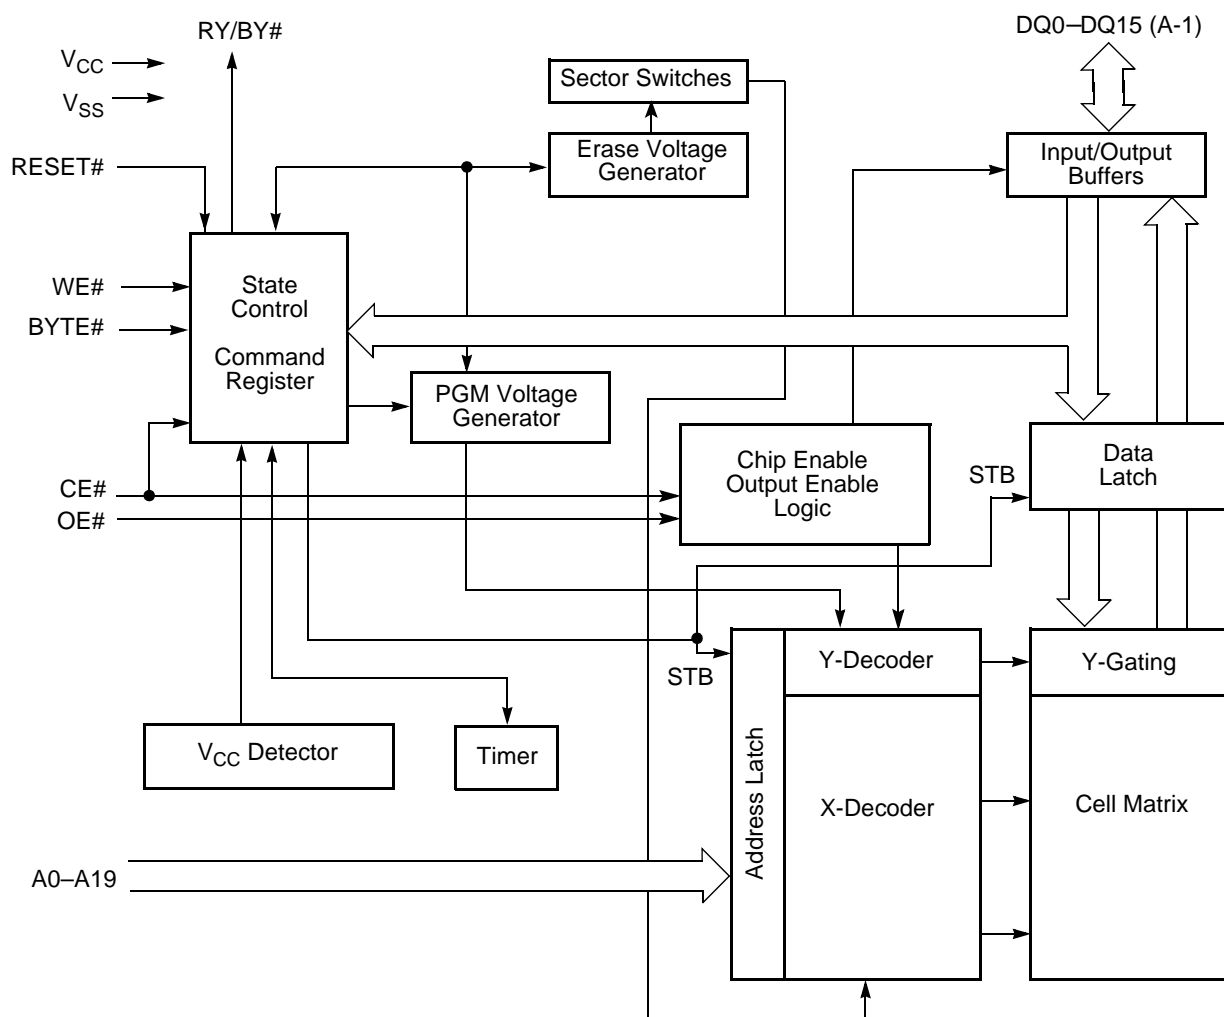 RY/BY#
DQ0–DQ15 (A-1)
VCC
VSS
Sector Switches
RESET#
Erase Voltage
Generator
Input/Output
Buffers
WE#
BYTE#
State
Control
Command
Register
PGM Voltage
Generator
CE#
OE#
Chip Enable
Output Enable
Logic
STB
Data
Latch
STB
Y-Decoder
Y-Gating
VCC Detector
Timer
Address Latch
X-Decoder
Cell Matrix
A0–A19